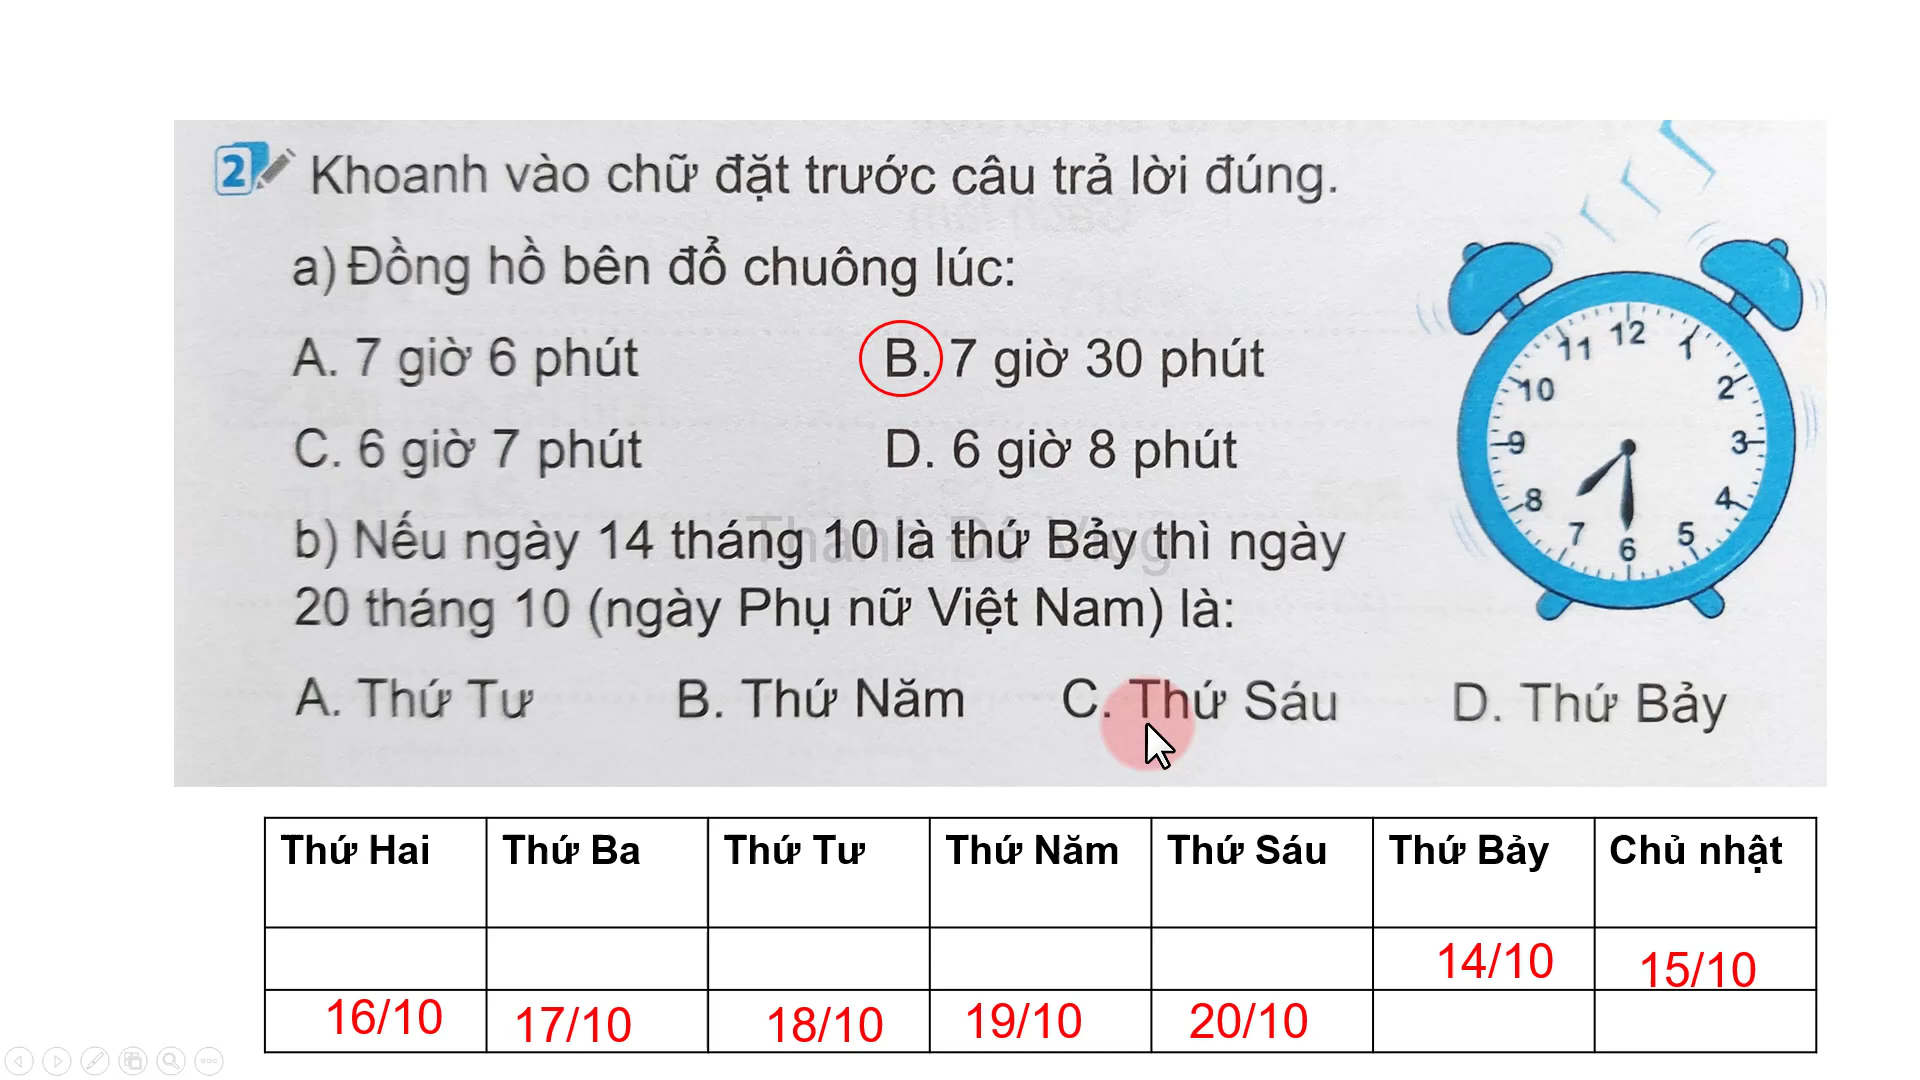 2 Khoanh vào chữ đặt trước câu trả lời đúng.
a) Đồng hồ bên đổ chuông lúc:
A. 7 giờ 6 phút B. 7 giờ 30 phút
C. 6 giờ 7 phút D. 6 giờ 8 phút
b) Nếu ngày 14 tháng 10 là thứ Bảy thì ngày
20 tháng 10 (ngày Phụ nữ Việt Nam) là:
A. Thứ Tư B. Thứ Năm C. Thứ Sáu D. Thứ Bảy
12
11 1
10 2
9 3
8 4
7 5
6
Thứ Hai Thứ Ba Thứ Tư Thứ Năm Thứ Sáu Thứ Bảy Chủ nhật
14/10 15/10
16/10 17/10 18/10 19/10 20/10